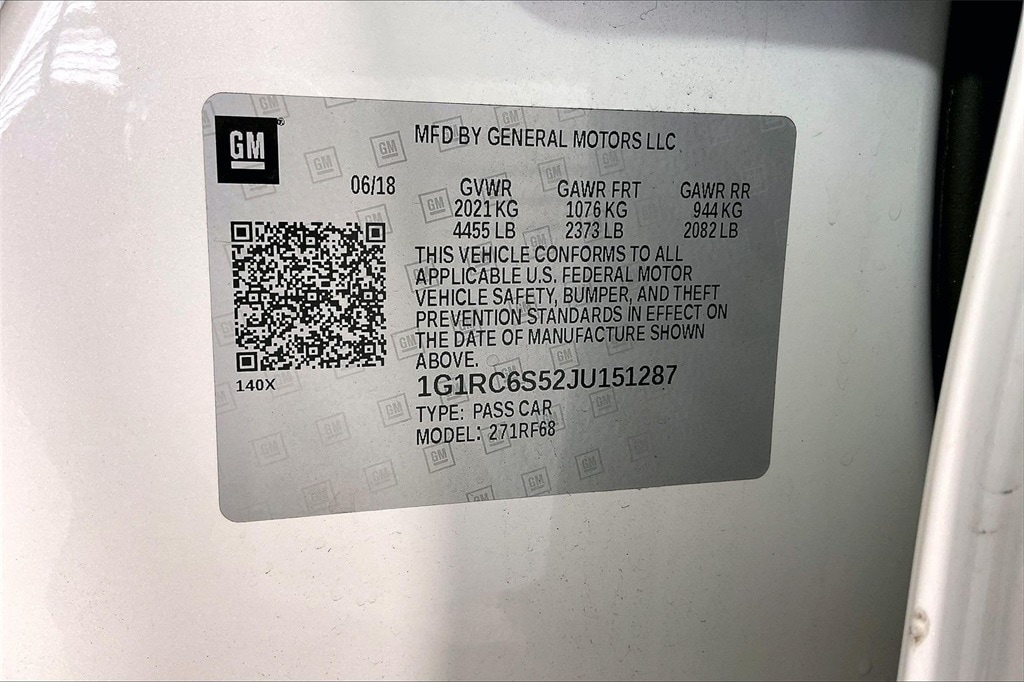 GM
MFD BY GENERAL MOTORS LLC
06/18
GVWR GAWR FRT GAWR RR
2021 KG 1076 KG 944 KG
4455 LB 2373 LB 2082 LB
THIS VEHICLE CONFORMS TO ALL
APPLICABLE U.S. FEDERAL MOTOR
VEHICLE SAFETY, BUMPER, AND THEFT
PREVENTION STANDARDS IN EFFECT ON
THE DATE OF MANUFACTURE SHOWN
ABOVE.
140X
1G1RC6S52JU151287
TYPE: PASS CAR
MODEL: 271RF68